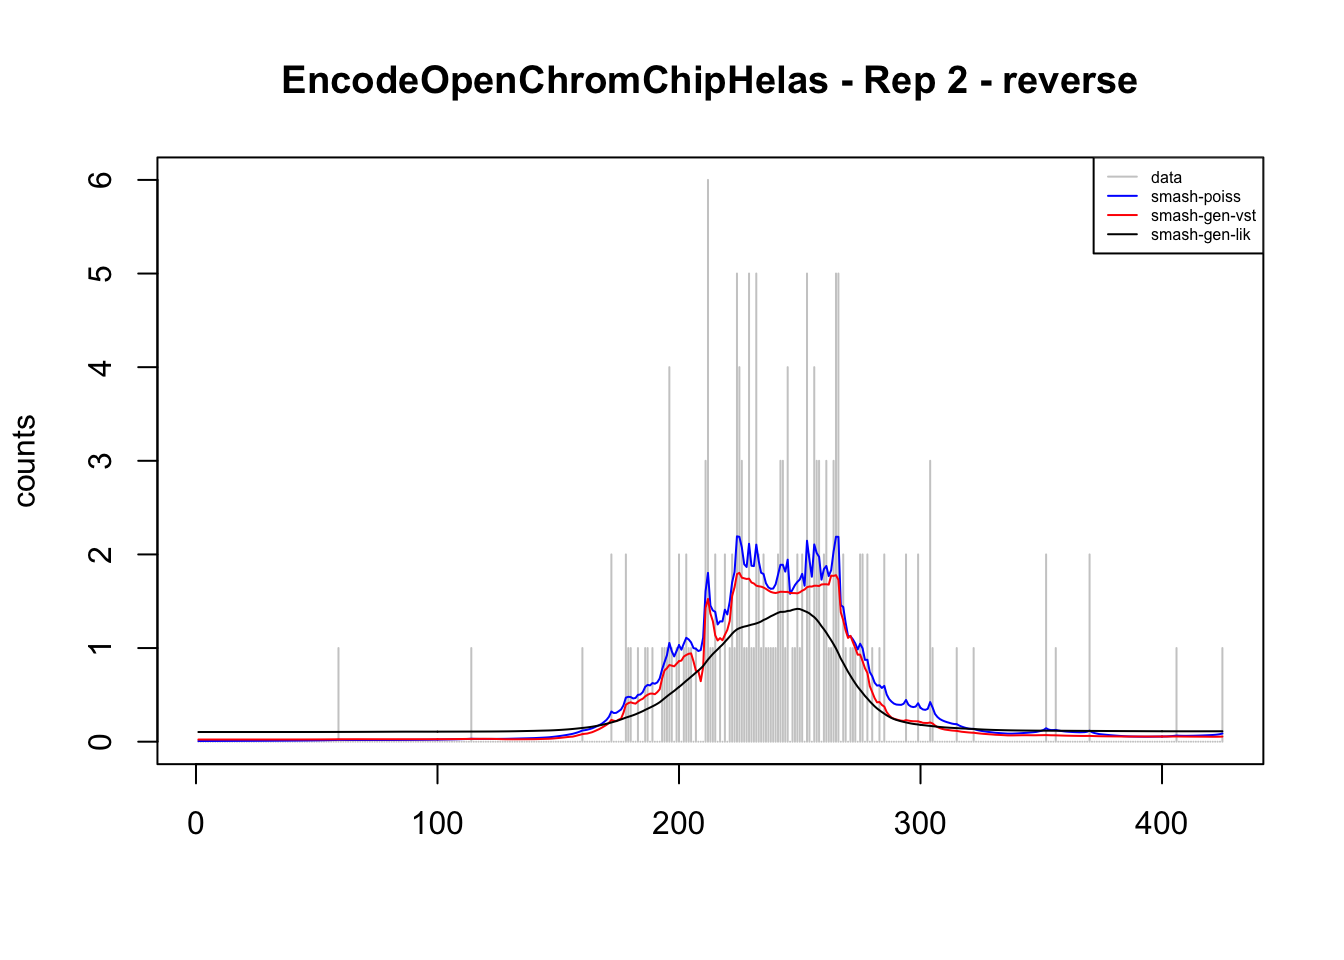 EncodeOpenChromChipHelas - Rep 2 - reverse
data
smash-poiss
smash-gen-vst
smash-gen-lik
counts
6
5
4
3
2
1
0
0 100 200 300 400